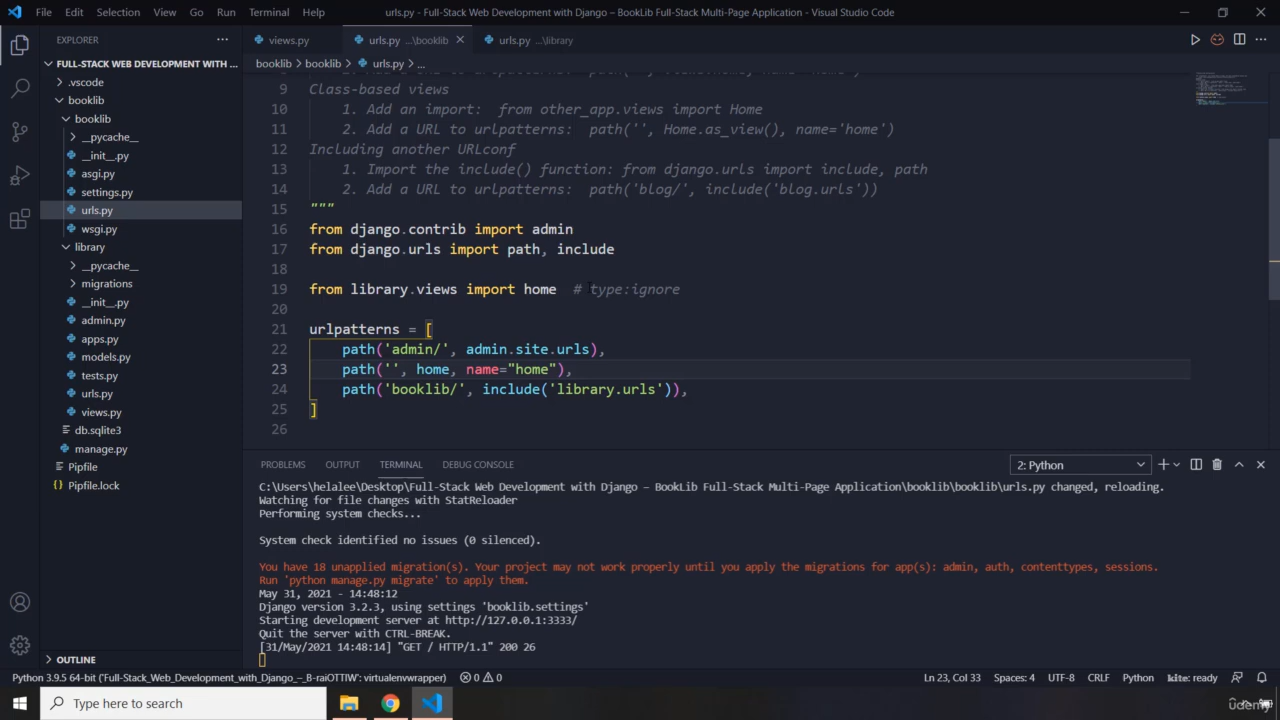 File Edit Selection View Go Run Terminal Help
urls.py - Full-Stack Web Development with Django – BookLib Full-Stack Multi-Page Application - Visual Studio Code
EXPLORER
views.py
urls.py ...\booklib
urls.py ...\library
FULL-STACK WEB DEVELOPMENT WITH ...
booklib > booklib > urls.py > ...
.vscode
booklib
booklib
__pycache__
__init__.py
asgi.py
settings.py
urls.py
wsgi.py
library
__pycache__
migrations
__init__.py
admin.py
apps.py
models.py
tests.py
urls.py
views.py
db.sqlite3
manage.py
Pipfile
Pipfile.lock
OUTLINE
9 Class-based views
10 1. Add an import: from other_app.views import Home
11 2. Add a URL to urlpatterns: path('', Home.as_view(), name='home')
12 Including another URLconf
13 1. Import the include() function: from django.urls import include, path
14 2. Add a URL to urlpatterns: path('blog/', include('blog.urls'))
15 """
16 from django.contrib import admin
17 from django.urls import path, include
18
19 from library.views import home # type:ignore
20
21 urlpatterns = [
22 path('admin/', admin.site.urls),
23 path('', home, name="home"),
24 path('booklib/', include('library.urls')),
25 ]
26
PROBLEMS OUTPUT TERMINAL DEBUG CONSOLE
2: Python
C:\Users\helalee\Desktop\Full-Stack Web Development with Django – BookLib Full-Stack Multi-Page Application\booklib\booklib\urls.py changed, reloading.
Watching for file changes with StatReloader
Performing system checks...
System check identified no issues (0 silenced).
You have 18 unapplied migration(s). Your project may not work properly until you apply the migrations for app(s): admin, auth, contenttypes, sessions.
Run 'python manage.py migrate' to apply them.
May 31, 2021 - 14:48:12
Django version 3.2.3, using settings 'booklib.settings'
Starting development server at http://127.0.0.1:3333/
Quit the server with CTRL-BREAK.
[31/May/2021 14:48:14] "GET / HTTP/1.1" 200 26
Python 3.9.5 64-bit ('Full-Stack_Web_Development_with_Django_–_B-raiOTTlW': virtualenvwrapper)
0 0
Ln 23, Col 33 Spaces: 4 UTF-8 CRLF Python kite: ready
Type here to search
udemy